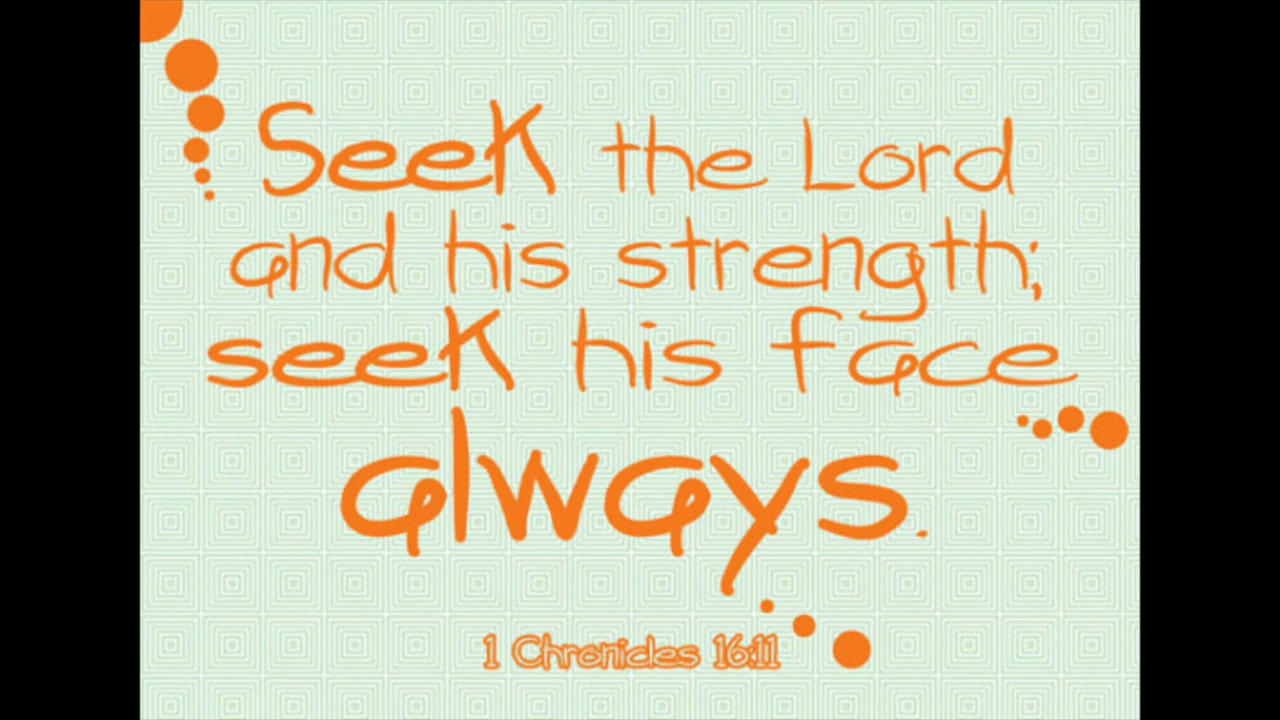 Seek the Lord
and his strength;
seek his face
always.
1 Chronicles 16:11